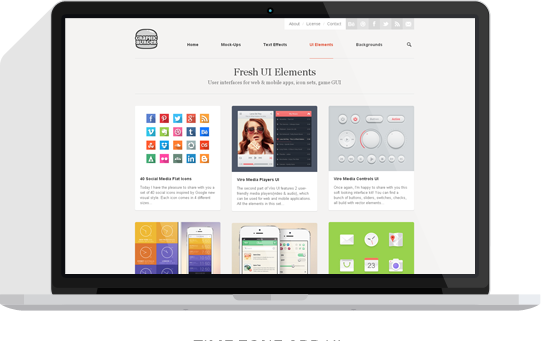 About License Contact
GRAPHIC
BURGER
Home Mock-Ups Text Effects UI Elements Backgrounds
Fresh UI Elements
User interfaces for web & mobile apps, icon sets, game GUI
40 Social Media Flat Icons
Today I have the pleasure to share you with a
set of 40 social icons inspired by Google new
visual style. Each icon comes in 4 different
sizes...
Vivo Media Players UI
The second part of Vivo UI features 2 user
friendly media players(video & audio), which
can be used for web and mobile applications.
All the elements in this set...
Vivo Media Controls UI
Once again, I'm happy to share with you this
soft looking interface kit! You can find a
bunch of buttons, sliders, switches, checks,
all build with vector elements...
23